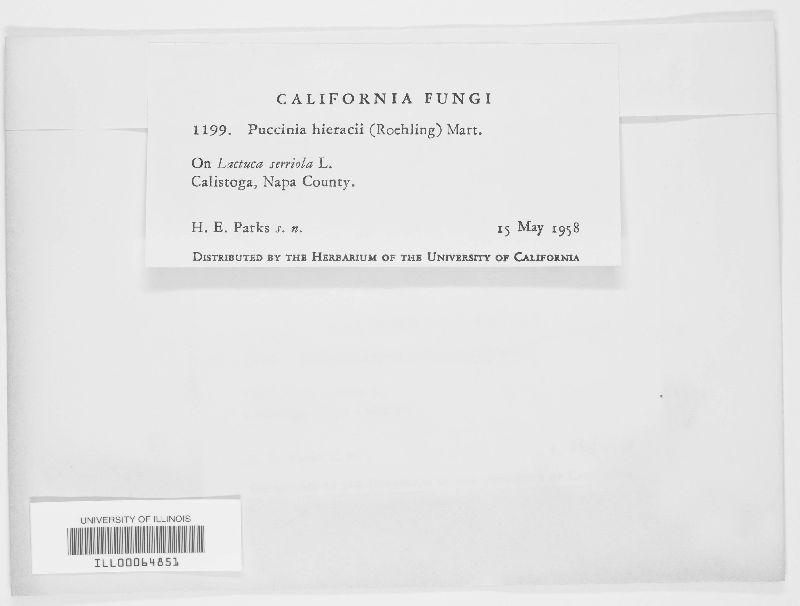 CALIFORNIA FUNGI
1199. Puccinia hieracii (Roehling) Mart.
On Lactuca serriola L.
Calistoga, Napa County.
H. E. Parks s. n. 15 May 1958
DISTRIBUTED BY THE HERBARIUM OF THE UNIVERSITY OF CALIFORNIA
UNIVERSITY OF ILLINOIS
ILL00064851